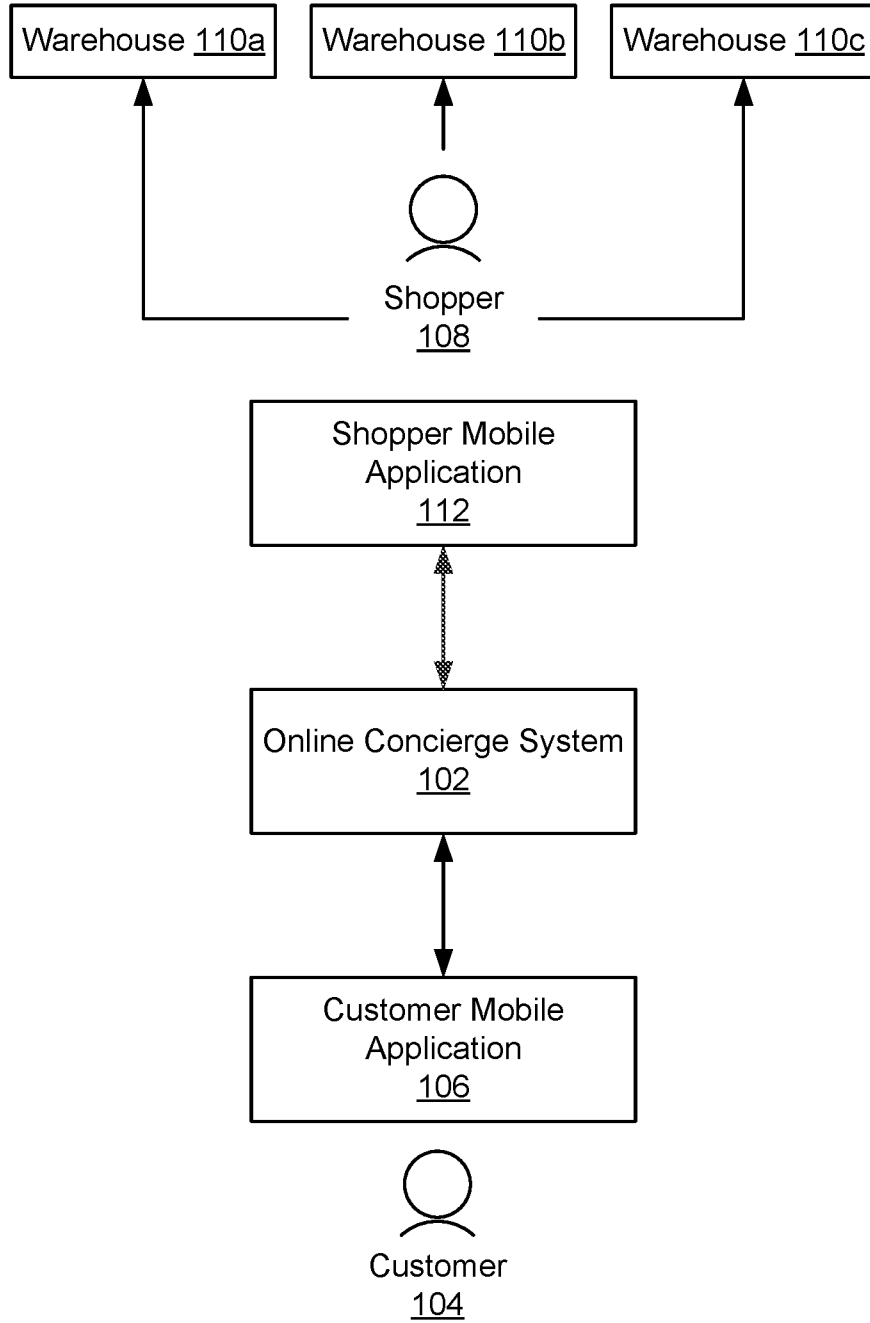 Warehouse 110a
Warehouse 110b
Warehouse 110c
Shopper
108
Shopper Mobile
Application
112
Online Concierge System
102
Customer Mobile
Application
106
Customer
104